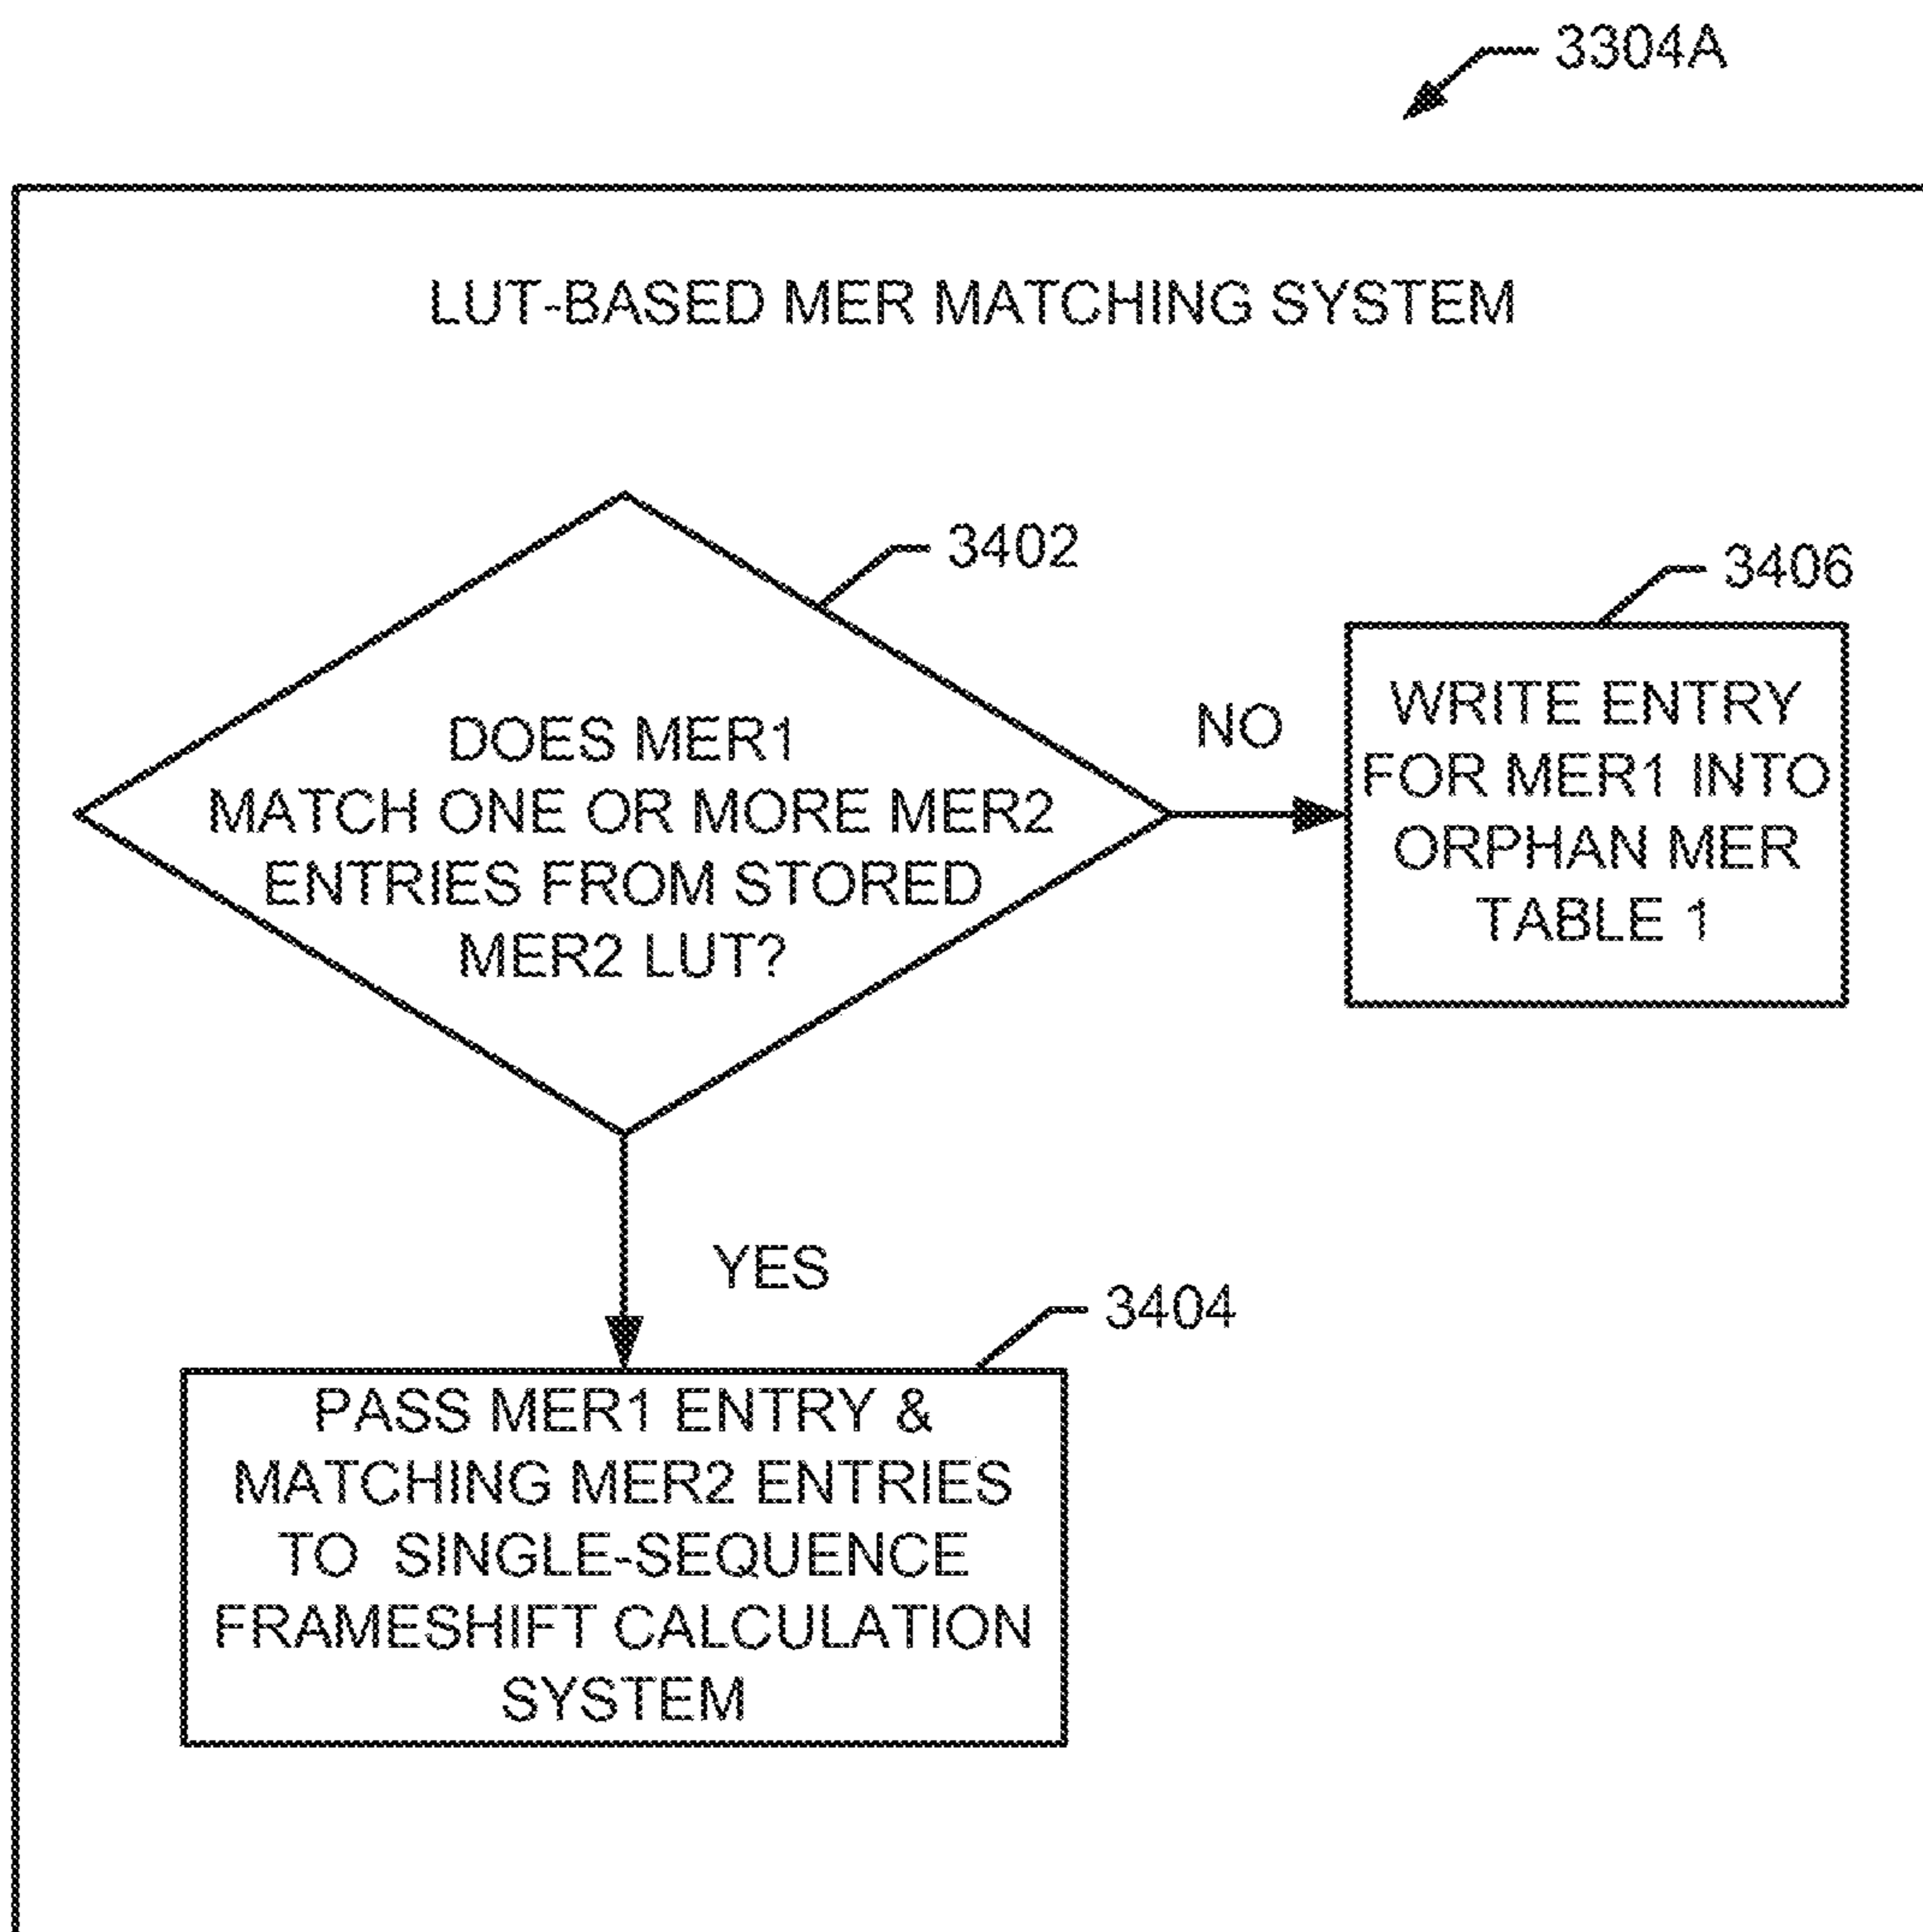 3304A
LUT-BASED MER MATCHING SYSTEM
3402
3406
DOES MER1
MATCH ONE OR MORE MER2
ENTRIES FROM STORED
MER2 LUT?
NO
WRITE ENTRY
FOR MER1 INTO
ORPHAN MER
TABLE 1
YES
3404
PASS MER1 ENTRY &
MATCHING MER2 ENTRIES
TO SINGLE-SEQUENCE
FRAMESHIFT CALCULATION
SYSTEM